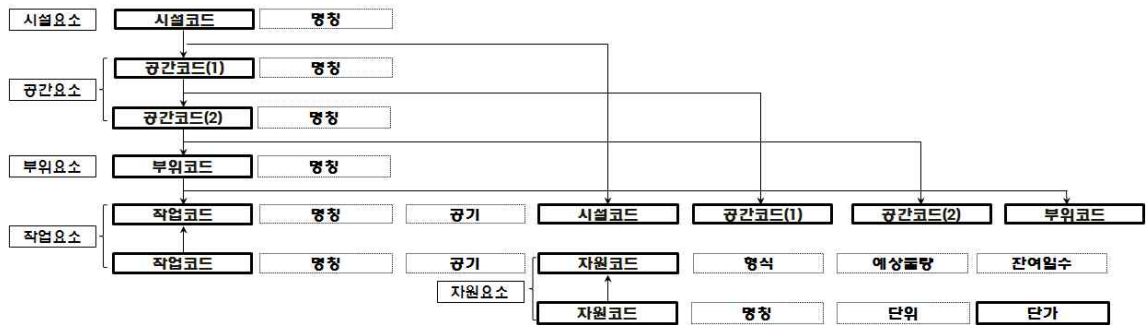 시설요소 시설코드 명칭
공간코드(1) 명칭
공간요소
공간코드(2) 명칭
부위요소 부위코드 명칭
작업코드 명칭 공기 시설코드 공간코드(1) 공간코드(2) 부위코드
작업요소
작업코드 명칭 공기 자원코드 형식 예상물량 잔여일수
자원요소
자원코드 명칭 단위 단가